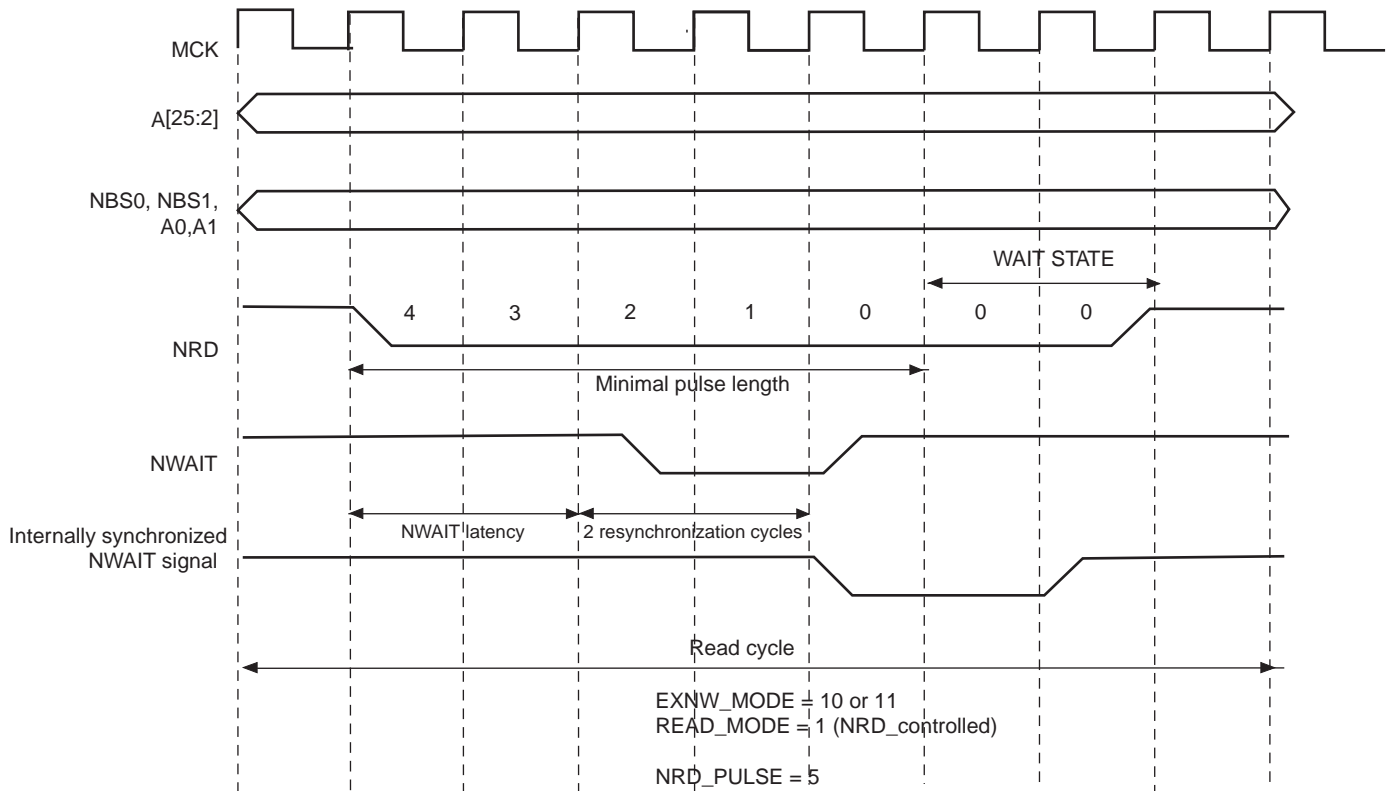 MCK
A[25:2]
NBS0, NBS1,
A0,A1
WAIT STATE
4 3 2 1 0 0 0
NRD
Minimal pulse length
NWAIT
NWAIT latency 2 resynchronization cycles
Internally synchronized
NWAIT signal
Read cycle
EXNW_MODE = 10 or 11
READ_MODE = 1 (NRD_controlled)
NRD_PULSE = 5